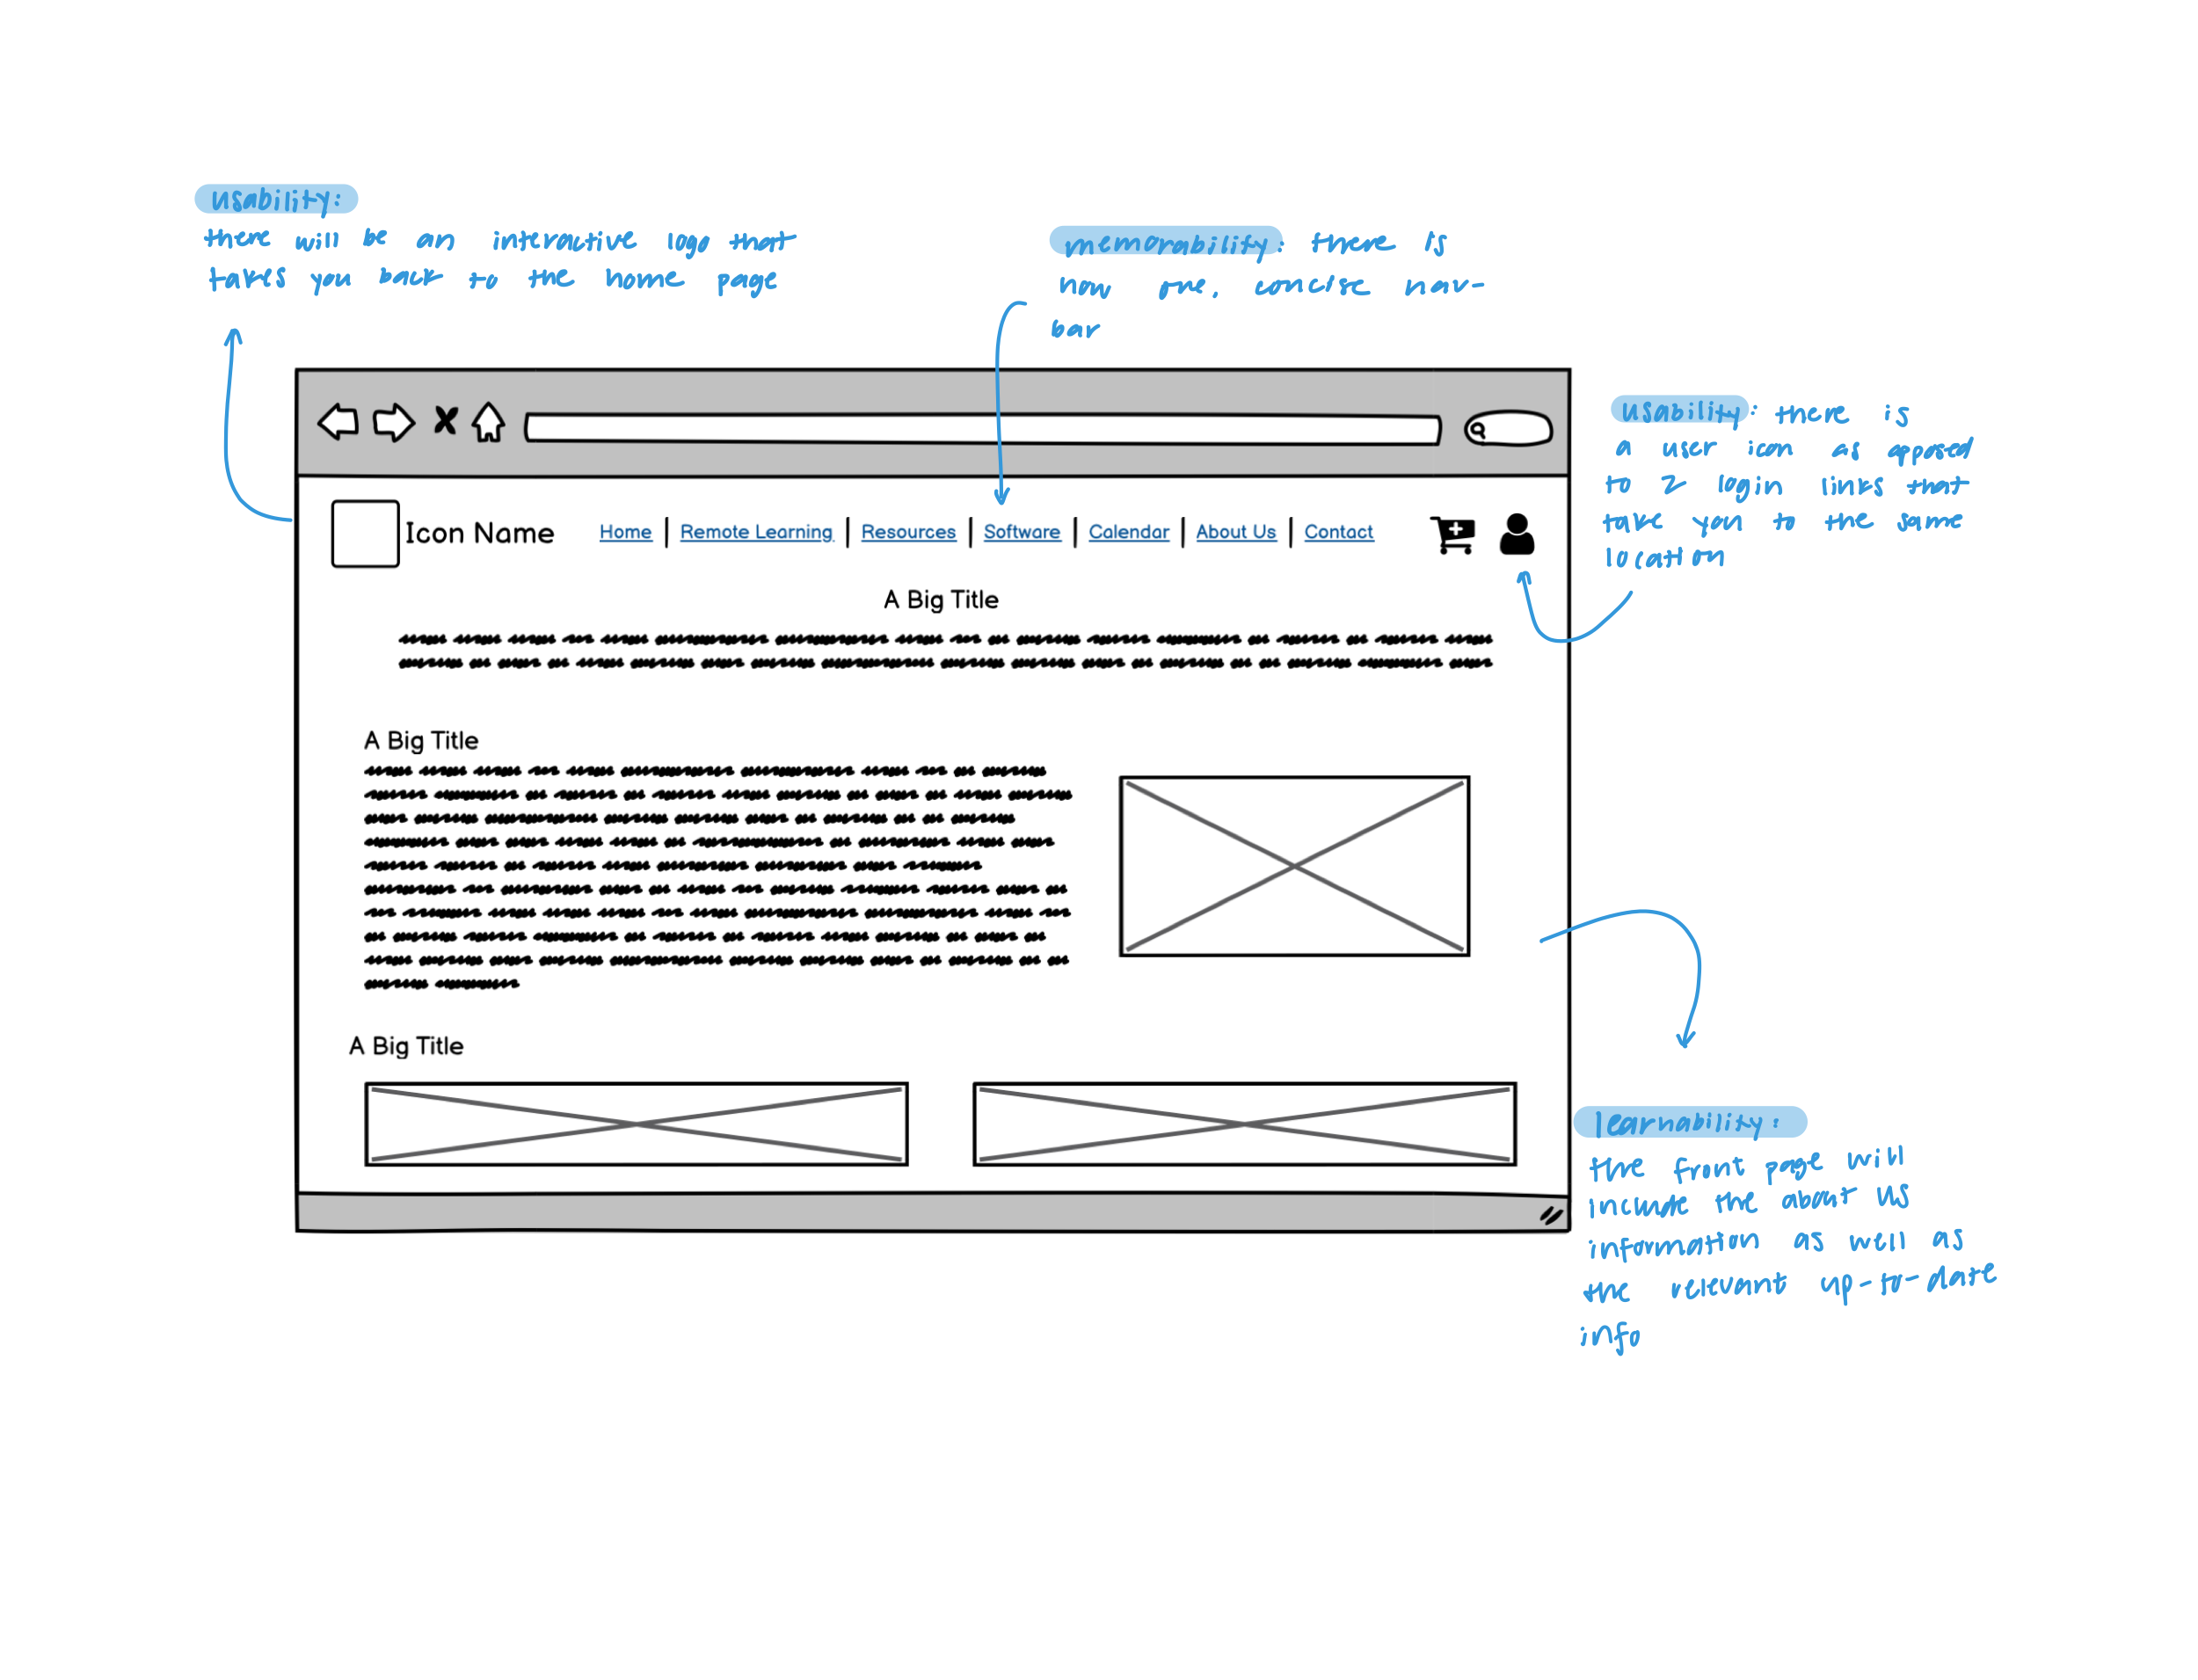 usability:
there will be an interactive logo that
takes you back to the home page
memorability: there is
now one, concise nav-
bar
usability: there is
a user icon as opposed
to 2 login links that
take you to the same
location
Icon Name
Home | Remote Learning | Resources | Software | Calendar | About Us | Contact
A Big Title
A Big Title
A Big Title
learnability:
the front page will
include the about us
information as well as
the relevant up-to-date
info